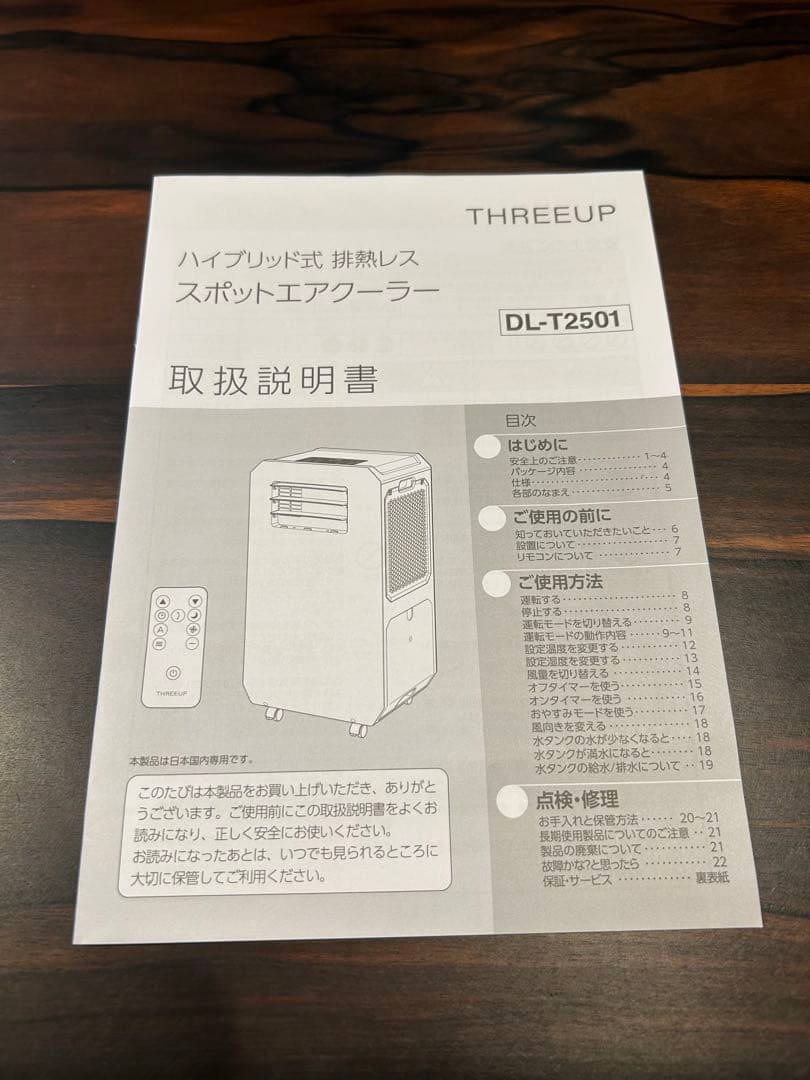 THREEUP
ハイブリッド式 排熱レス
スポットエアクーラー
DL-T2501
取扱説明書
THREEUP
本製品は日本国内専用です。
このたびは本製品をお買い上げいただき、ありがと
うございます。ご使用前にこの取扱説明書をよくお
読みになり、正しく安全にお使いください。
お読みになったあとは、いつでも見られるところに
大切に保管してご利用ください。
目次
はじめに
安全上のご注意‥‥‥‥‥‥‥ 1〜4
パッケージ内容 ‥‥‥‥‥‥‥‥ 4
仕様‥‥‥‥‥‥‥‥‥‥‥‥‥ 4
各部のなまえ‥‥‥‥‥‥‥‥‥ 5
ご使用の前に
知っておいていただきたいこと‥‥ 6
設置について‥‥‥‥‥‥‥‥‥ 7
リモコンについて ‥‥‥‥‥‥‥ 7
ご使用方法
運転する‥‥‥‥‥‥‥‥‥‥‥ 8
停止する‥‥‥‥‥‥‥‥‥‥‥ 8
運転モードを切り替える‥‥‥‥‥ 9
運転モードの動作内容 ‥‥‥ 9〜11
設定温度を変更する‥‥‥‥‥‥ 12
設定湿度を変更する‥‥‥‥‥‥ 13
風量を切り替える ‥‥‥‥‥‥‥ 14
オフタイマーを使う‥‥‥‥‥‥ 15
オンタイマーを使う ‥‥‥‥‥‥ 16
おやすみモードを使う‥‥‥‥‥ 17
風向きを変える ‥‥‥‥‥‥‥‥ 18
水タンクの水が少なくなると‥‥ 18
水タンクが満水になると‥‥‥‥ 18
水タンクの給水/排水について ‥ 19
点検・修理
お手入れと保管方法‥‥‥ 20〜21
長期使用製品についてのご注意 ‥ 21
製品の廃棄について‥‥‥‥‥‥ 21
故障かな?と思ったら ‥‥‥‥‥ 22
保証・サービス ‥‥‥‥‥‥ 裏表紙